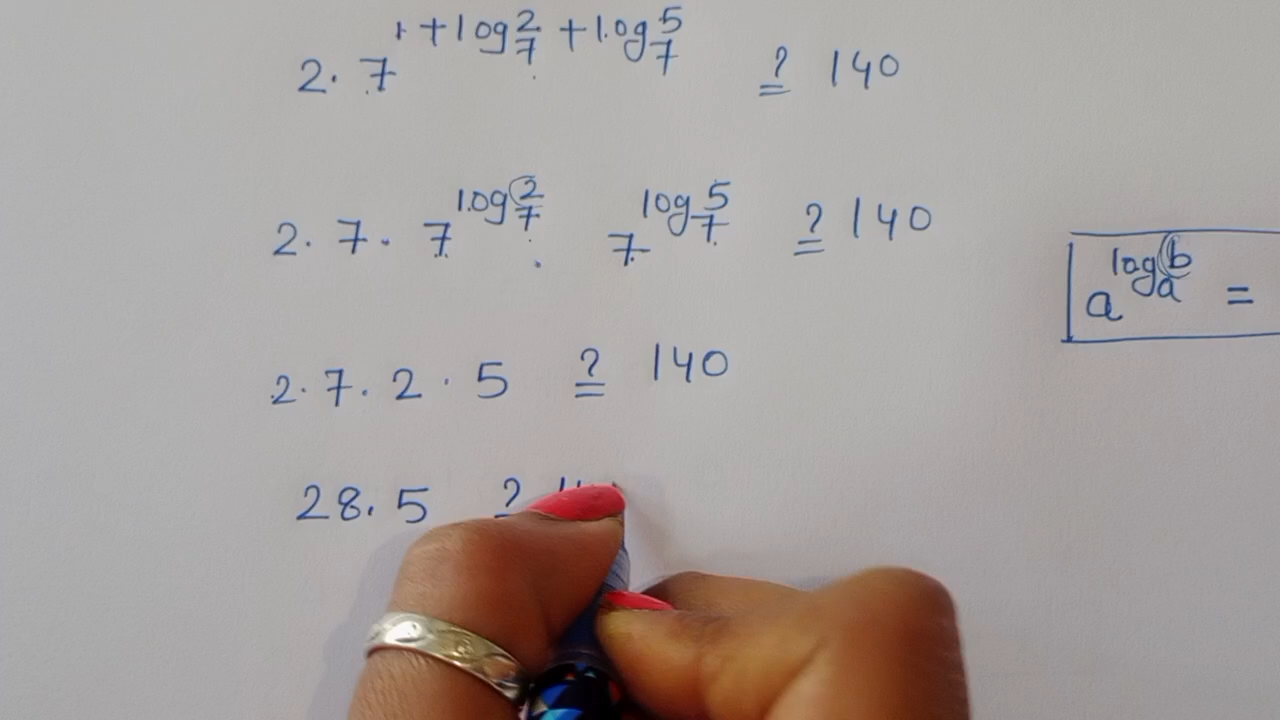 2. 7^{1 + log_7 2 + log_7 5} ≟ 140
2. 7. 7^{log_7 2} . 7^{log_7 5} ≟ 140
a^{log_a b} =
2. 7. 2 . 5 ≟ 140
28. 5 ?